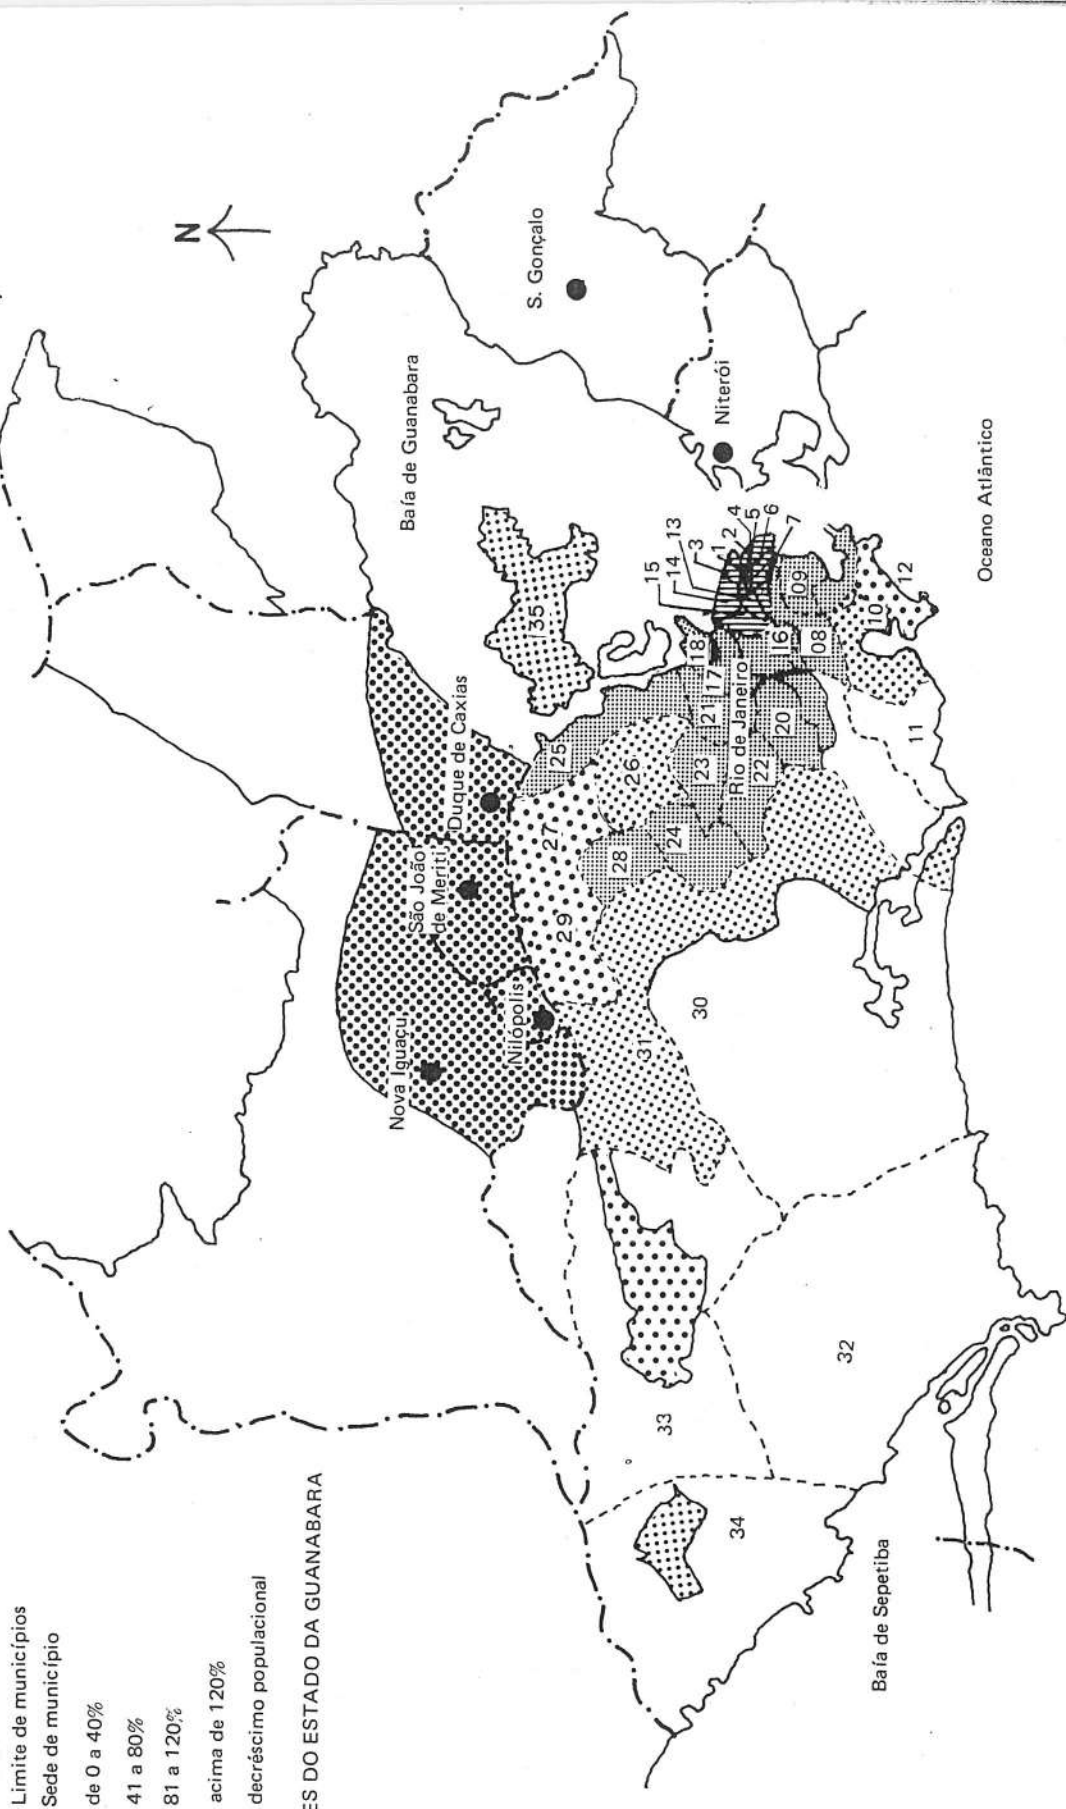 Limite de municípios
Sede de município
de 0 a 40%
41 a 80%
81 a 120%
acima de 120%
decréscimo populacional
ES DO ESTADO DA GUANABARA
N
S. Gonçalo
Baía de Guanabara
Niterói
Oceano Atlântico
Duque de Caxias
São João
de Meriti
Nova Iguaçu
Nilópolis
Rio de Janeiro
Baía de Sepetiba
35
15
14
13
3
1
2
4
5
6
7
09
10
12
08
16
18
17
21
20
11
25
26
23
22
27
24
28
29
30
31
32
33
34